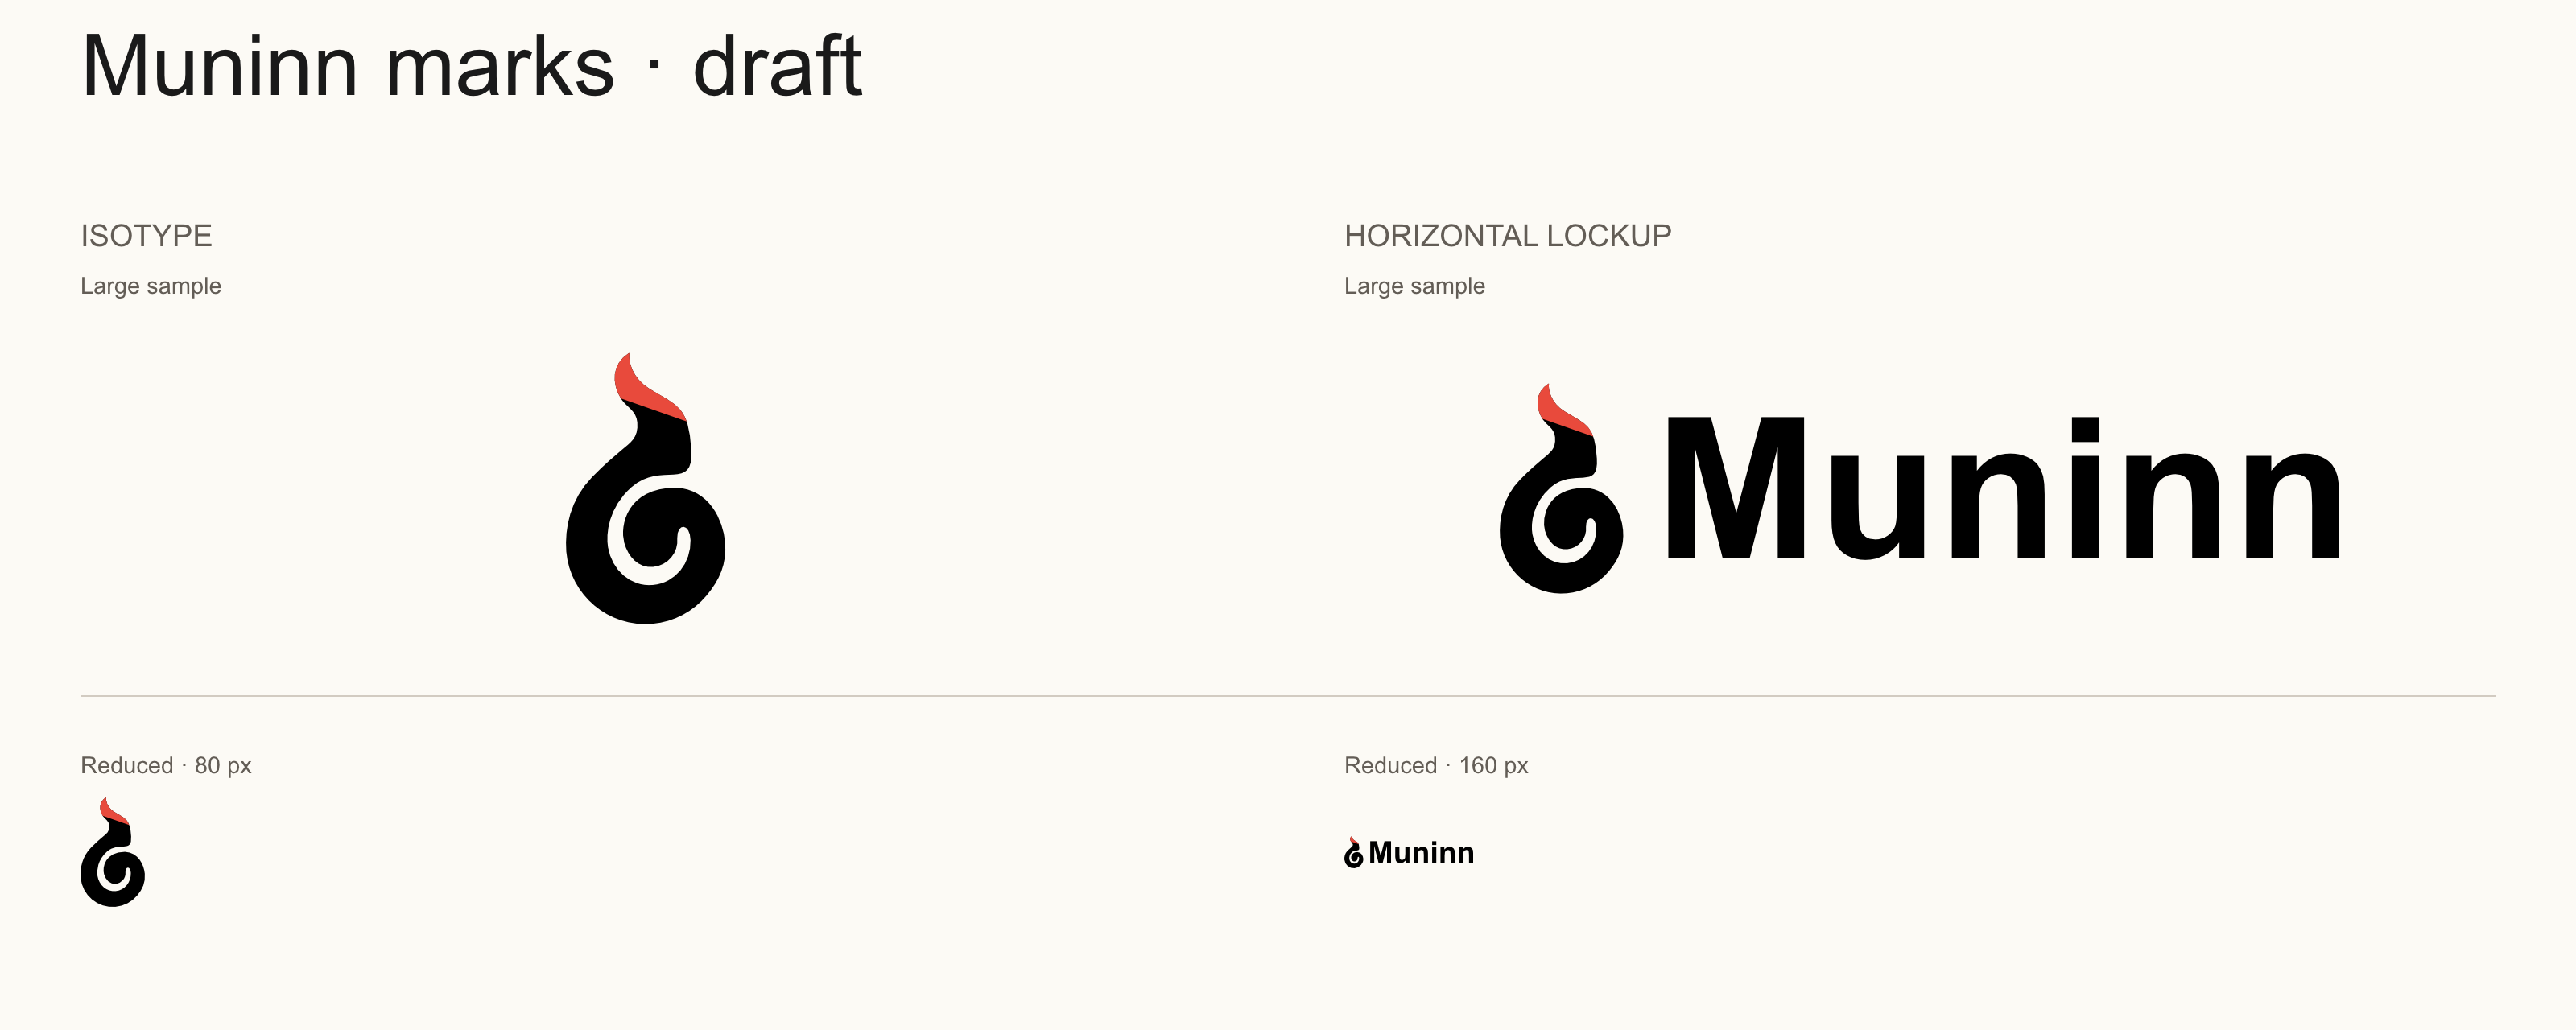 Muninn marks · draft
ISOTYPE
Large sample
HORIZONTAL LOCKUP
Large sample
Muninn
Reduced · 80 px
Reduced · 160 px
Muninn